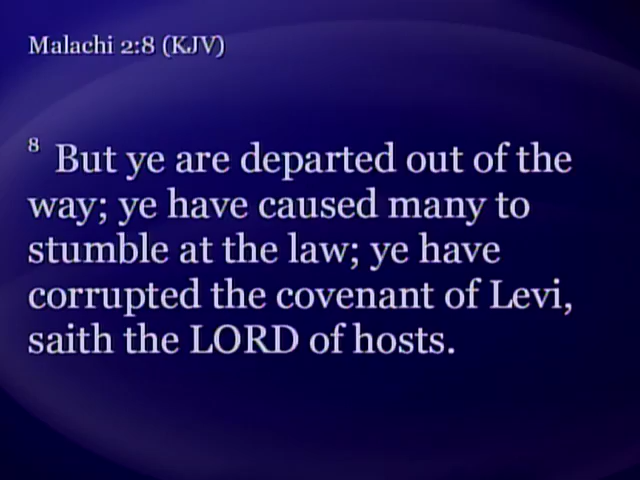 Malachi 2:8 (KJV)
8 But ye are departed out of the
way; ye have caused many to
stumble at the law; ye have
corrupted the covenant of Levi,
saith the LORD of hosts.